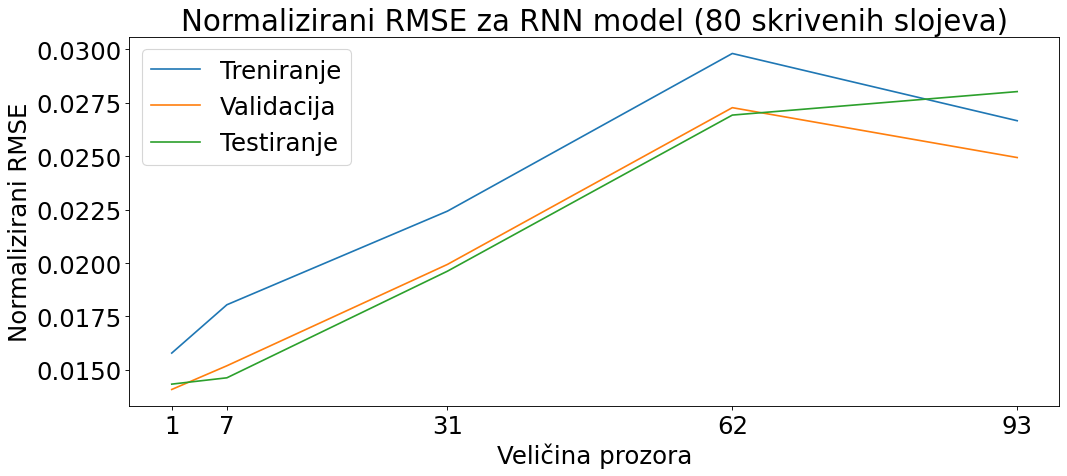 Normalizirani RMSE za RNN model (80 skrivenih slojeva)
Normalizirani RMSE
0.0300
0.0275
0.0250
0.0225
0.0200
0.0175
0.0150
Treniranje
Validacija
Testiranje
1 7 31 62 93
Veličina prozora